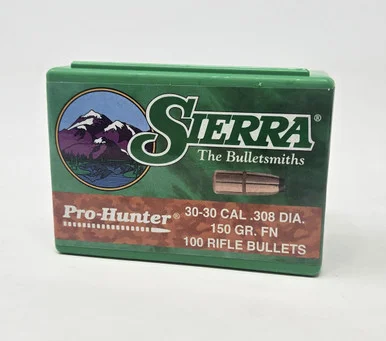 SIERRA®
The Bulletsmiths
Pro-Hunter®
30-30 CAL .308 DIA.
150 GR. FN
100 RIFLE BULLETS